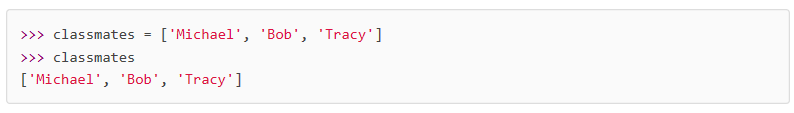 >>> classmates = ['Michael', 'Bob', 'Tracy']
>>> classmates
['Michael', 'Bob', 'Tracy']